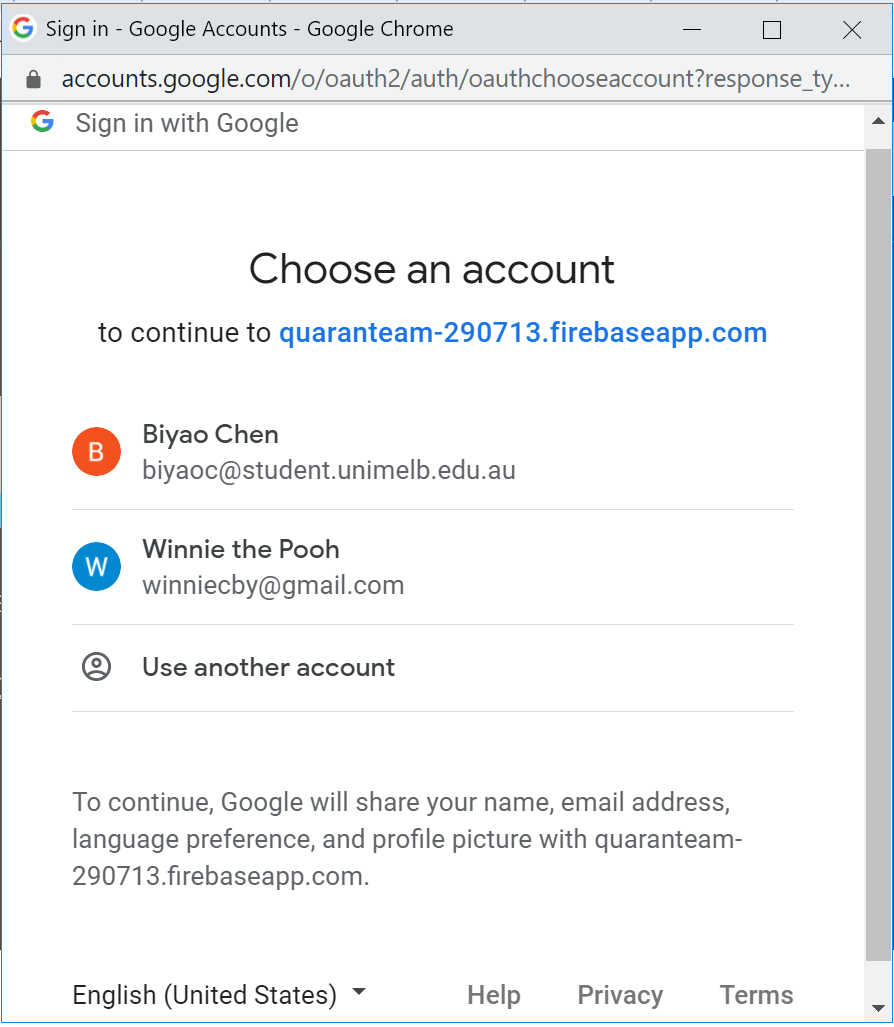 Sign in - Google Accounts - Google Chrome
accounts.google.com/o/oauth2/auth/oauthchooseaccount?response_ty...
Sign in with Google
Choose an account
to continue to quaranteam-290713.firebaseapp.com
B
Biyao Chen
biyaoc@student.unimelb.edu.au
W
Winnie the Pooh
winniecby@gmail.com
Use another account
To continue, Google will share your name, email address,
language preference, and profile picture with quaranteam-
290713.firebaseapp.com.
English (United States) Help Privacy Terms